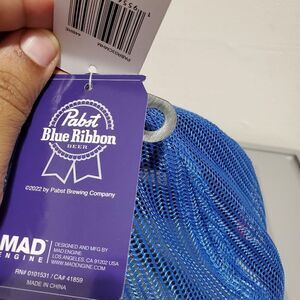 Pabst
Blue Ribbon
BEER
©2022 by Pabst Brewing Company
MAD
ENGINE
DESIGNED AND MFG BY
MAD ENGINE
LOS ANGELES, CA 91281 USA
WWW.MADENGINE.COM
RN# 0101531 / CA# 41859
MADE IN CHINA